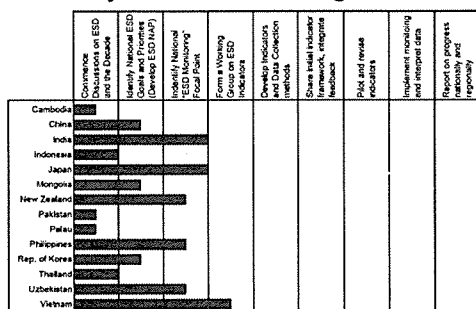 Commence
Discussions on ESD
and the Decade
Identify National ESD
Goals and Priorities
(Develop ESD NAP)
Indetify National
"ESD Monitoring"
Focal Point
Form a Working
Group on ESD
Indicators
Develop Indicators
and Data Collection
methods
Share initial indicator
framework, integrate
feedback
Pilot and revise
indicators
Implement monitoring
and interpret data
Report on progress
nationally and
regionally
Cambodia
China
India
Indonesia
Japan
Mongolia
New Zealand
Pakistan
Palau
Philippines
Rep. of Korea
Thailand
Uzbekistan
Vietnam